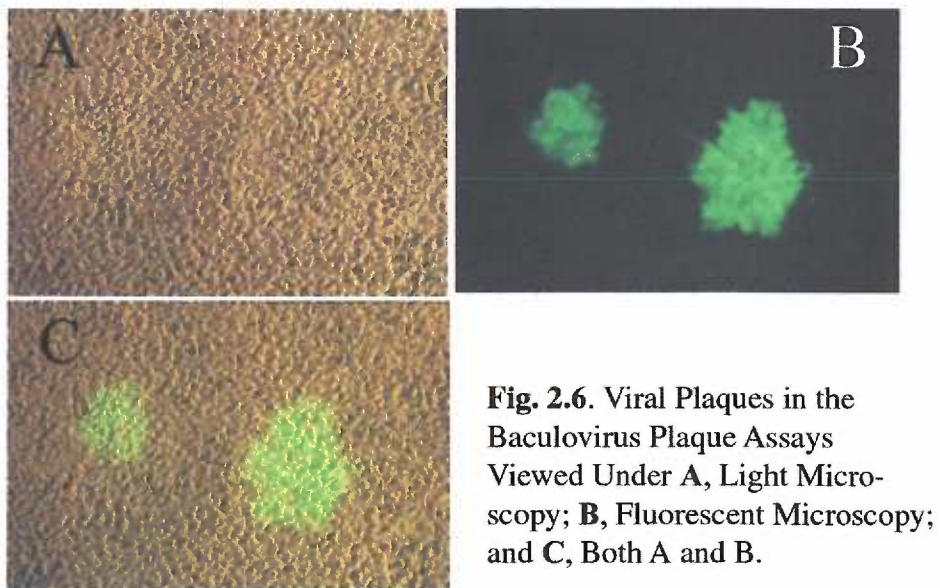 A
B
C
Fig. 2.6. Viral Plaques in the
Baculovirus Plaque Assays
Viewed Under A, Light Micro-
scopy; B, Fluorescent Microscopy;
and C, Both A and B.